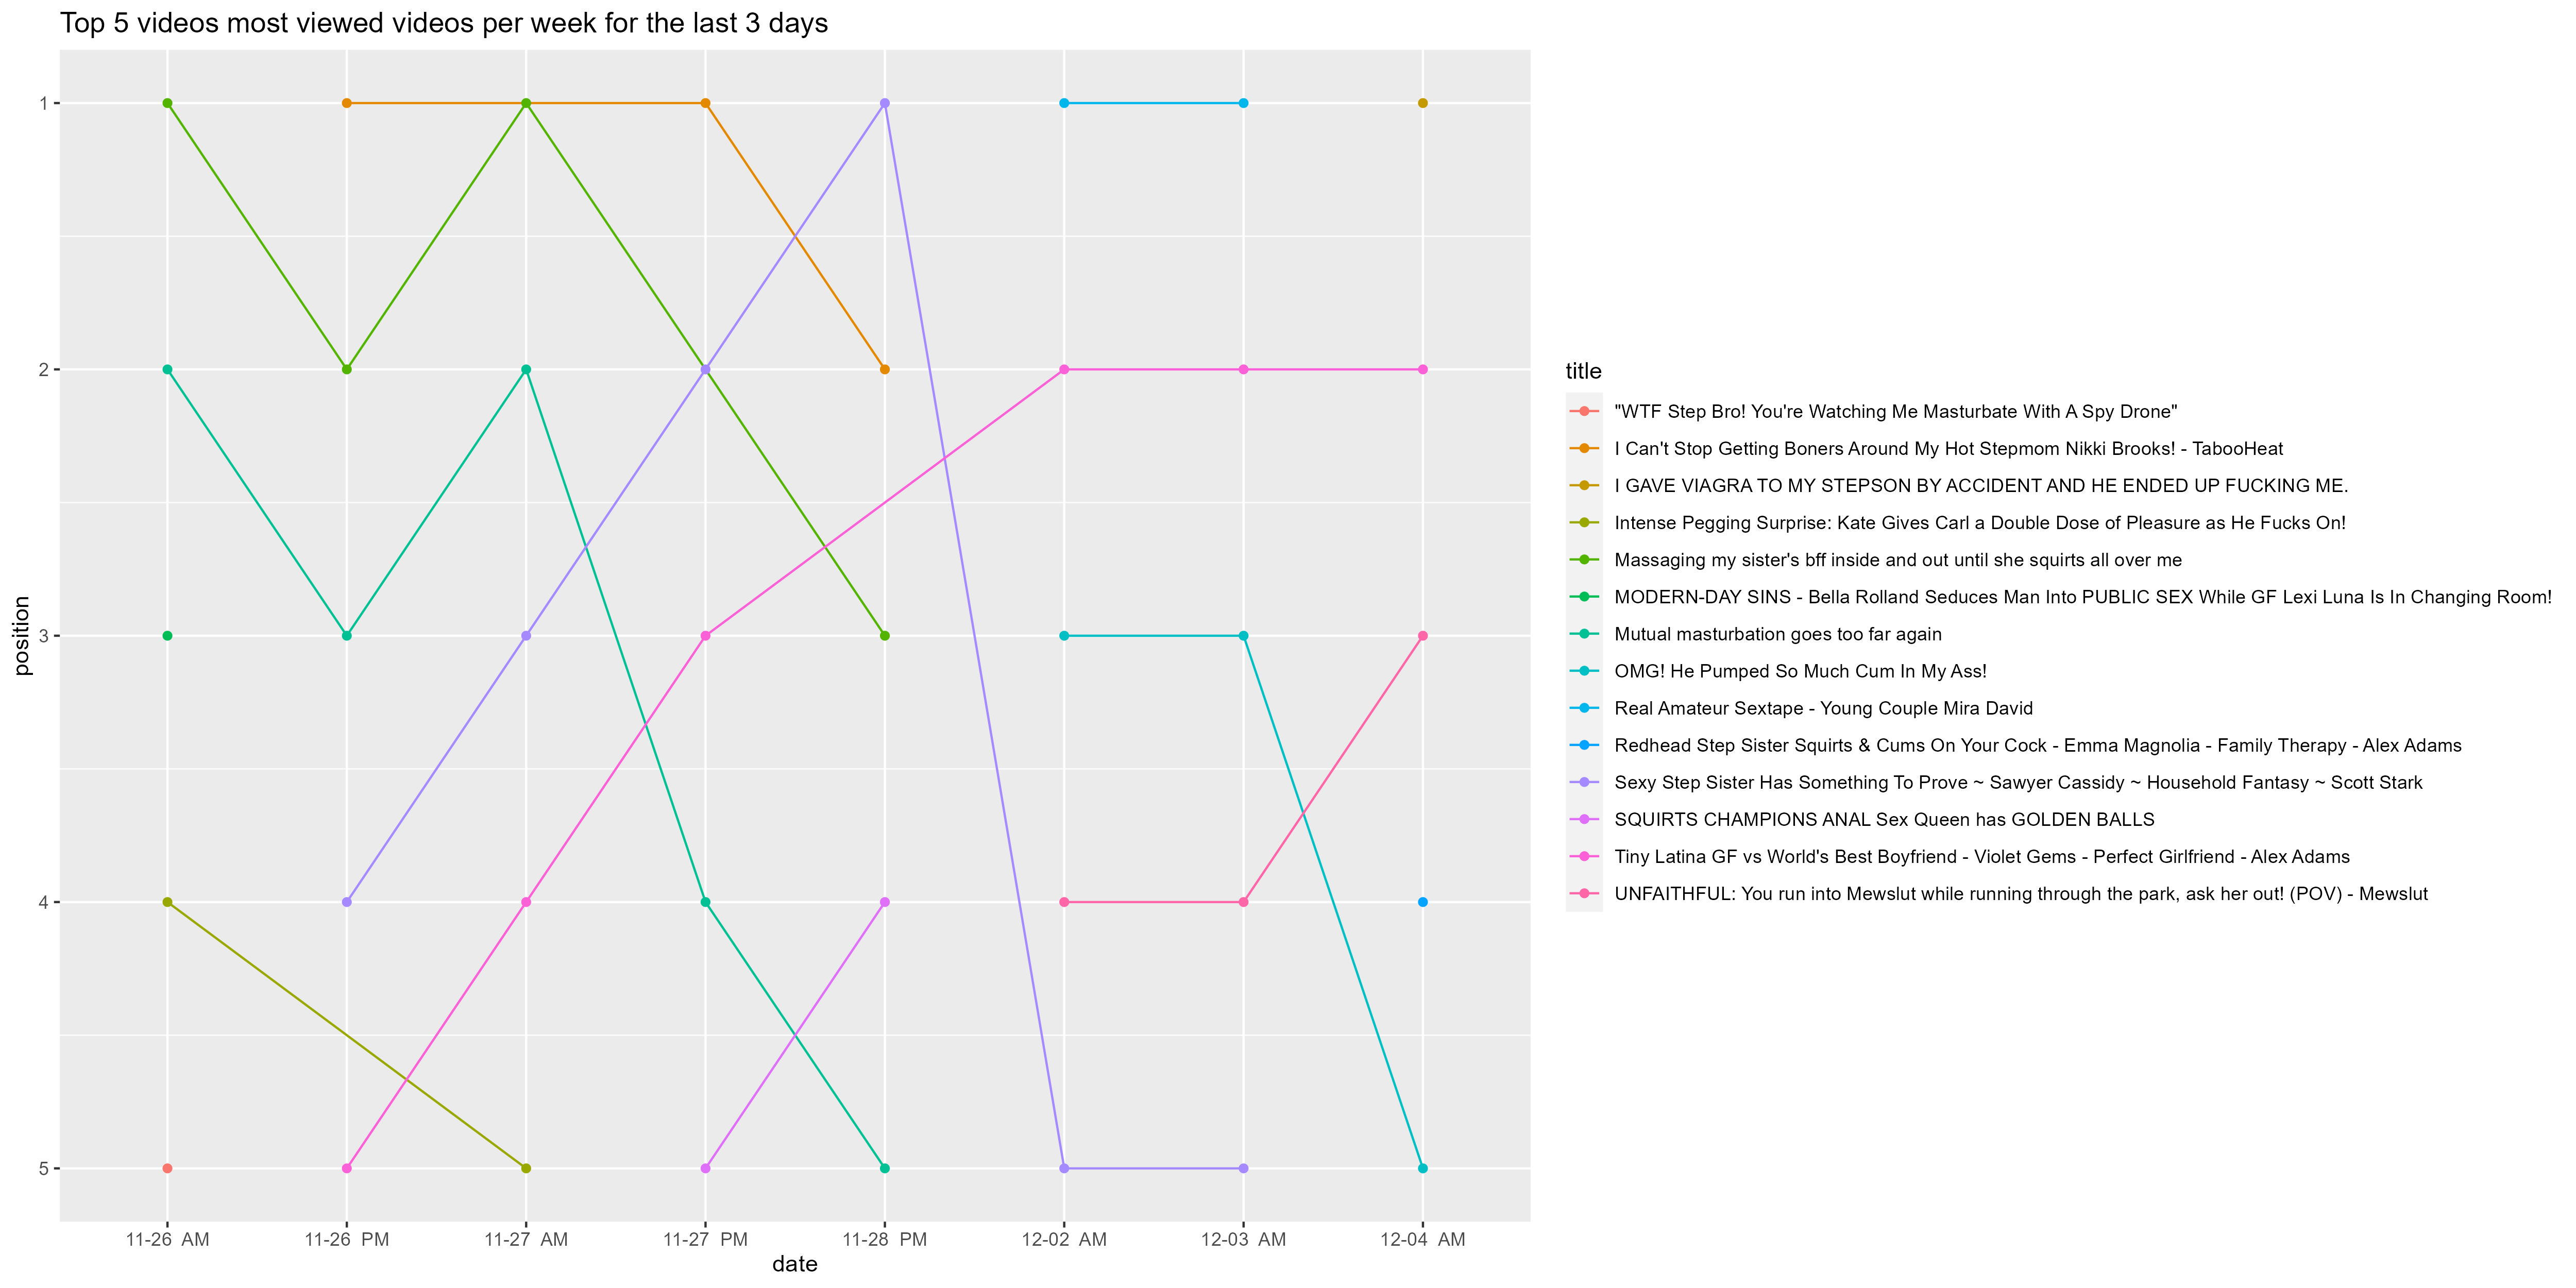 Top 5 videos most viewed videos per week for the last 3 days
position
1
2
3
4
5
11-26 AM
11-26 PM
11-27 AM
11-27 PM
11-28 PM
12-02 AM
12-03 AM
12-04 AM
date
title
"WTF Step Bro! You're Watching Me Masturbate With A Spy Drone"
I Can't Stop Getting Boners Around My Hot Stepmom Nikki Brooks! - TabooHeat
I GAVE VIAGRA TO MY STEPSON BY ACCIDENT AND HE ENDED UP FUCKING ME.
Intense Pegging Surprise: Kate Gives Carl a Double Dose of Pleasure as He Fucks On!
Massaging my sister's bff inside and out until she squirts all over me
MODERN-DAY SINS - Bella Rolland Seduces Man Into PUBLIC SEX While GF Lexi Luna Is In Changing Room!
Mutual masturbation goes too far again
OMG! He Pumped So Much Cum In My Ass!
Real Amateur Sextape - Young Couple Mira David
Redhead Step Sister Squirts & Cums On Your Cock - Emma Magnolia - Family Therapy - Alex Adams
Sexy Step Sister Has Something To Prove ~ Sawyer Cassidy ~ Household Fantasy ~ Scott Stark
SQUIRTS CHAMPIONS ANAL Sex Queen has GOLDEN BALLS
Tiny Latina GF vs World's Best Boyfriend - Violet Gems - Perfect Girlfriend - Alex Adams
UNFAITHFUL: You run into Mewslut while running through the park, ask her out! (POV) - Mewslut